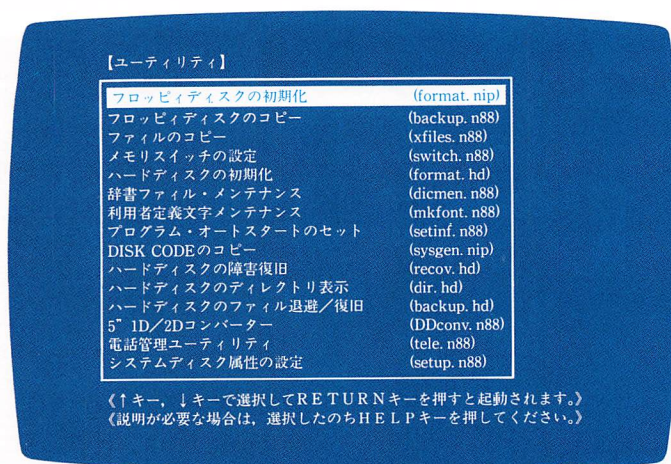 【ユーティリティ】
フロッピィディスクの初期化 (format. nip)
フロッピィディスクのコピー (backup. n88)
ファイルのコピー (xfiles. n88)
メモリスイッチの設定 (switch. n88)
ハードディスクの初期化 (format. hd)
辞書ファイル・メンテナンス (dicmen. n88)
利用者定義文字メンテナンス (mkfont. n88)
プログラム・オートスタートのセット (setinf. n88)
DISK CODEのコピー (sysgen. nip)
ハードディスクの障害復旧 (recov. hd)
ハードディスクのディレクトリ表示 (dir. hd)
ハードディスクのファイル退避／復旧 (backup. hd)
5” 1D／2Dコンバーター (DDconv. n88)
電話管理ユーティリティ (tele. n88)
システムディスク属性の設定 (setup. n88)
《↑キー，↓キーで選択してＲＥＴＵＲＮキーを押すと起動されます。》
《説明が必要な場合は，選択したのちＨＥＬＰキーを押してください。》